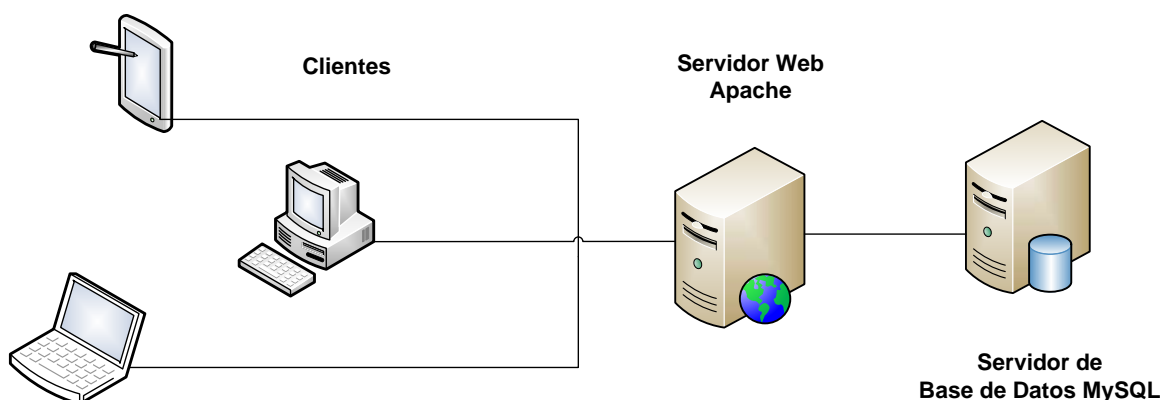 Clientes
Servidor Web
Apache
Servidor de
Base de Datos MySQL